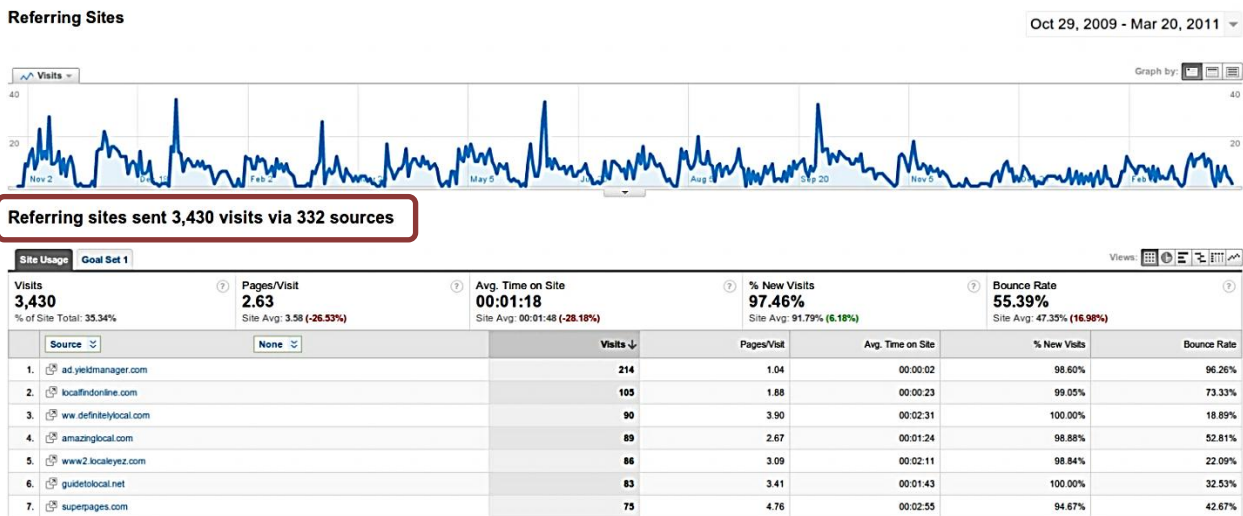 Referring Sites
Oct 29, 2009 - Mar 20, 2011
Visits
Graph by:
40 40
20 20
Nov 2 Feb 2 May 5 Aug Sep 20 Nov 5 Feb
Referring sites sent 3,430 visits via 332 sources
Site Usage Goal Set 1 Views:
Visits ? Pages/Visit ? Avg. Time on Site ? % New Visits ? Bounce Rate ?
3,430 2.63 00:01:18 97.46% 55.39%
% of Site Total: 35.34% Site Avg: 3.58 (-26.53%) Site Avg: 00:01:48 (-28.18%) Site Avg: 91.79% (6.18%) Site Avg: 47.35% (16.98%)
Source None Visits Pages/Visit Avg. Time on Site % New Visits Bounce Rate
1. ad.yieldmanager.com 214 1.04 00:00:02 98.60% 96.26%
2. localfindonline.com 105 1.88 00:00:23 99.05% 73.33%
3. ww.definitelylocal.com 90 3.90 00:02:31 100.00% 18.89%
4. amazinglocal.com 89 2.67 00:01:24 98.88% 52.81%
5. www2.localeyez.com 86 3.09 00:02:11 98.84% 22.09%
6. guidetolocal.net 83 3.41 00:01:43 100.00% 32.53%
7. superpages.com 75 4.76 00:02:55 94.67% 42.67%